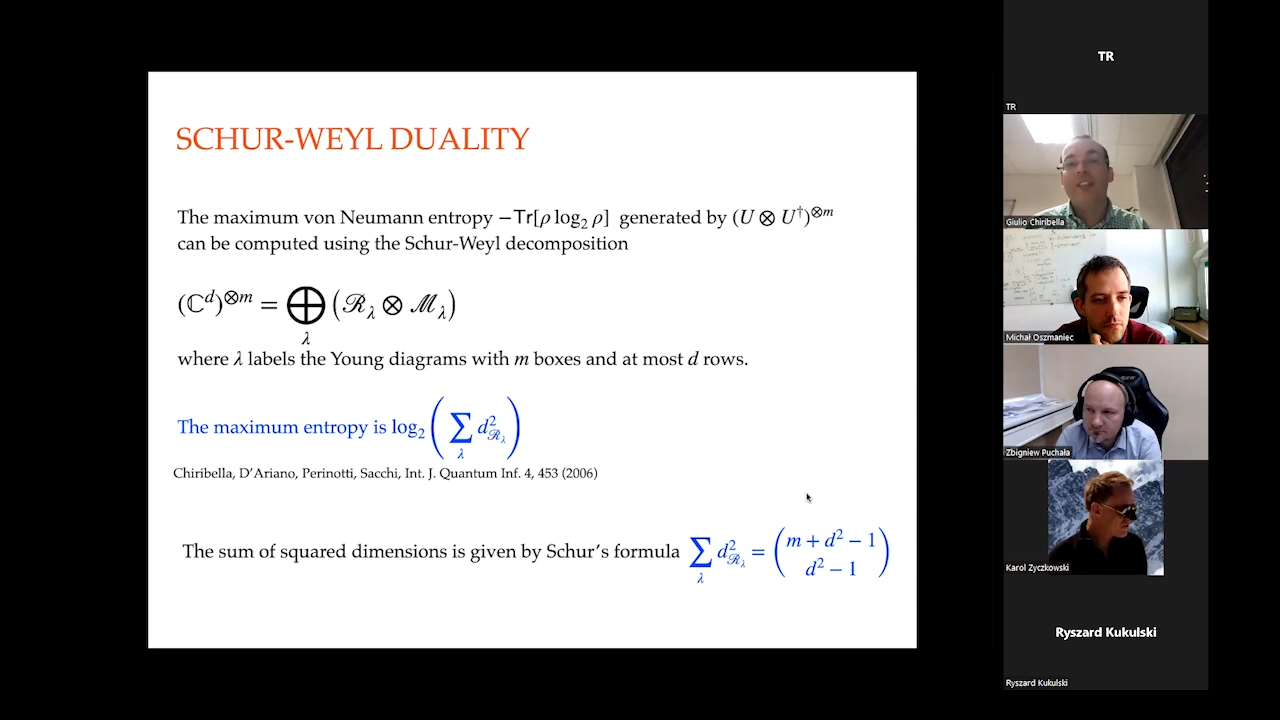 SCHUR-WEYL DUALITY
The maximum von Neumann entropy −Tr[ρ log₂ ρ] generated by (U ⊗ U†)^⊗m
can be computed using the Schur-Weyl decomposition
(ℂ^d)^⊗m = ⨁_λ (ℛ_λ ⊗ ℳ_λ)
where λ labels the Young diagrams with m boxes and at most d rows.
The maximum entropy is log₂ (∑_λ d²_ℛ_λ)
Chiribella, D'Ariano, Perinotti, Sacchi, Int. J. Quantum Inf. 4, 453 (2006)
The sum of squared dimensions is given by Schur's formula ∑_λ d²_ℛ_λ = (m + d² − 1
d² − 1)
TR
TR
Giulio Chiribella
Michał Oszmaniec
Zbigniew Puchała
Karol Zyczkowski
Ryszard Kukulski
Ryszard Kukulski